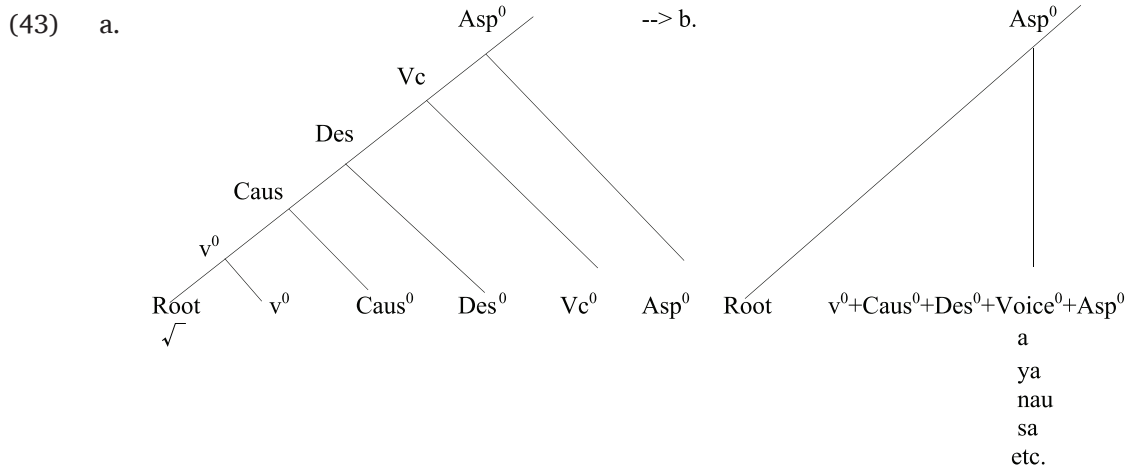 (43) a. Asp⁰ --> b. Asp⁰
Vc
Des
Caus
v⁰
Root v⁰ Caus⁰ Des⁰ Vc⁰ Asp⁰ Root v⁰+Caus⁰+Des⁰+Voice⁰+Asp⁰
√ a
ya
nau
sa
etc.